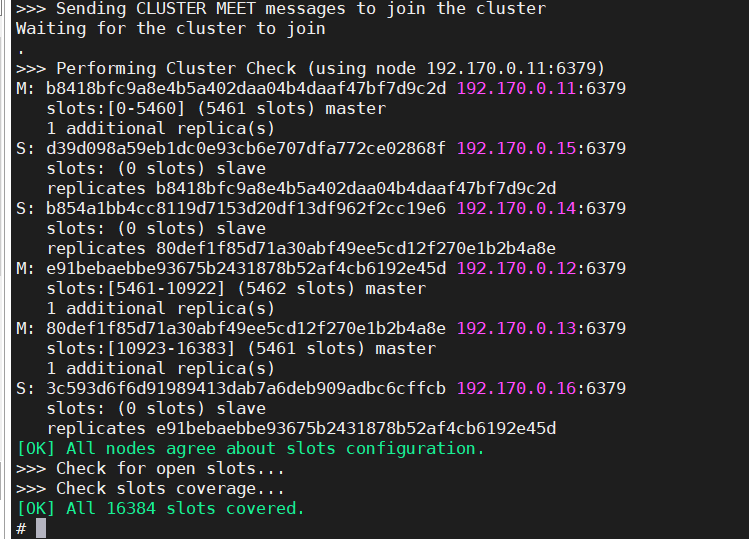 >>> Sending CLUSTER MEET messages to join the cluster
Waiting for the cluster to join
.
>>> Performing Cluster Check (using node 192.170.0.11:6379)
M: b8418bfc9a8e4b5a402daa04b4daaf47bf7d9c2d 192.170.0.11:6379
   slots:[0-5460] (5461 slots) master
   1 additional replica(s)
S: d39d098a59eb1dc0e93cb6e707dfa772ce02868f 192.170.0.15:6379
   slots: (0 slots) slave
   replicates b8418bfc9a8e4b5a402daa04b4daaf47bf7d9c2d
S: b854a1bb4cc8119d7153d20df13df962f2cc19e6 192.170.0.14:6379
   slots: (0 slots) slave
   replicates 80def1f85d71a30abf49ee5cd12f270e1b2b4a8e
M: e91bebaebbe93675b2431878b52af4cb6192e45d 192.170.0.12:6379
   slots:[5461-10922] (5462 slots) master
   1 additional replica(s)
M: 80def1f85d71a30abf49ee5cd12f270e1b2b4a8e 192.170.0.13:6379
   slots:[10923-16383] (5461 slots) master
   1 additional replica(s)
S: 3c593d6f6d91989413dab7a6deb909adbc6cffcb 192.170.0.16:6379
   slots: (0 slots) slave
   replicates e91bebaebbe93675b2431878b52af4cb6192e45d
[OK] All nodes agree about slots configuration.
>>> Check for open slots...
>>> Check slots coverage...
[OK] All 16384 slots covered.
#